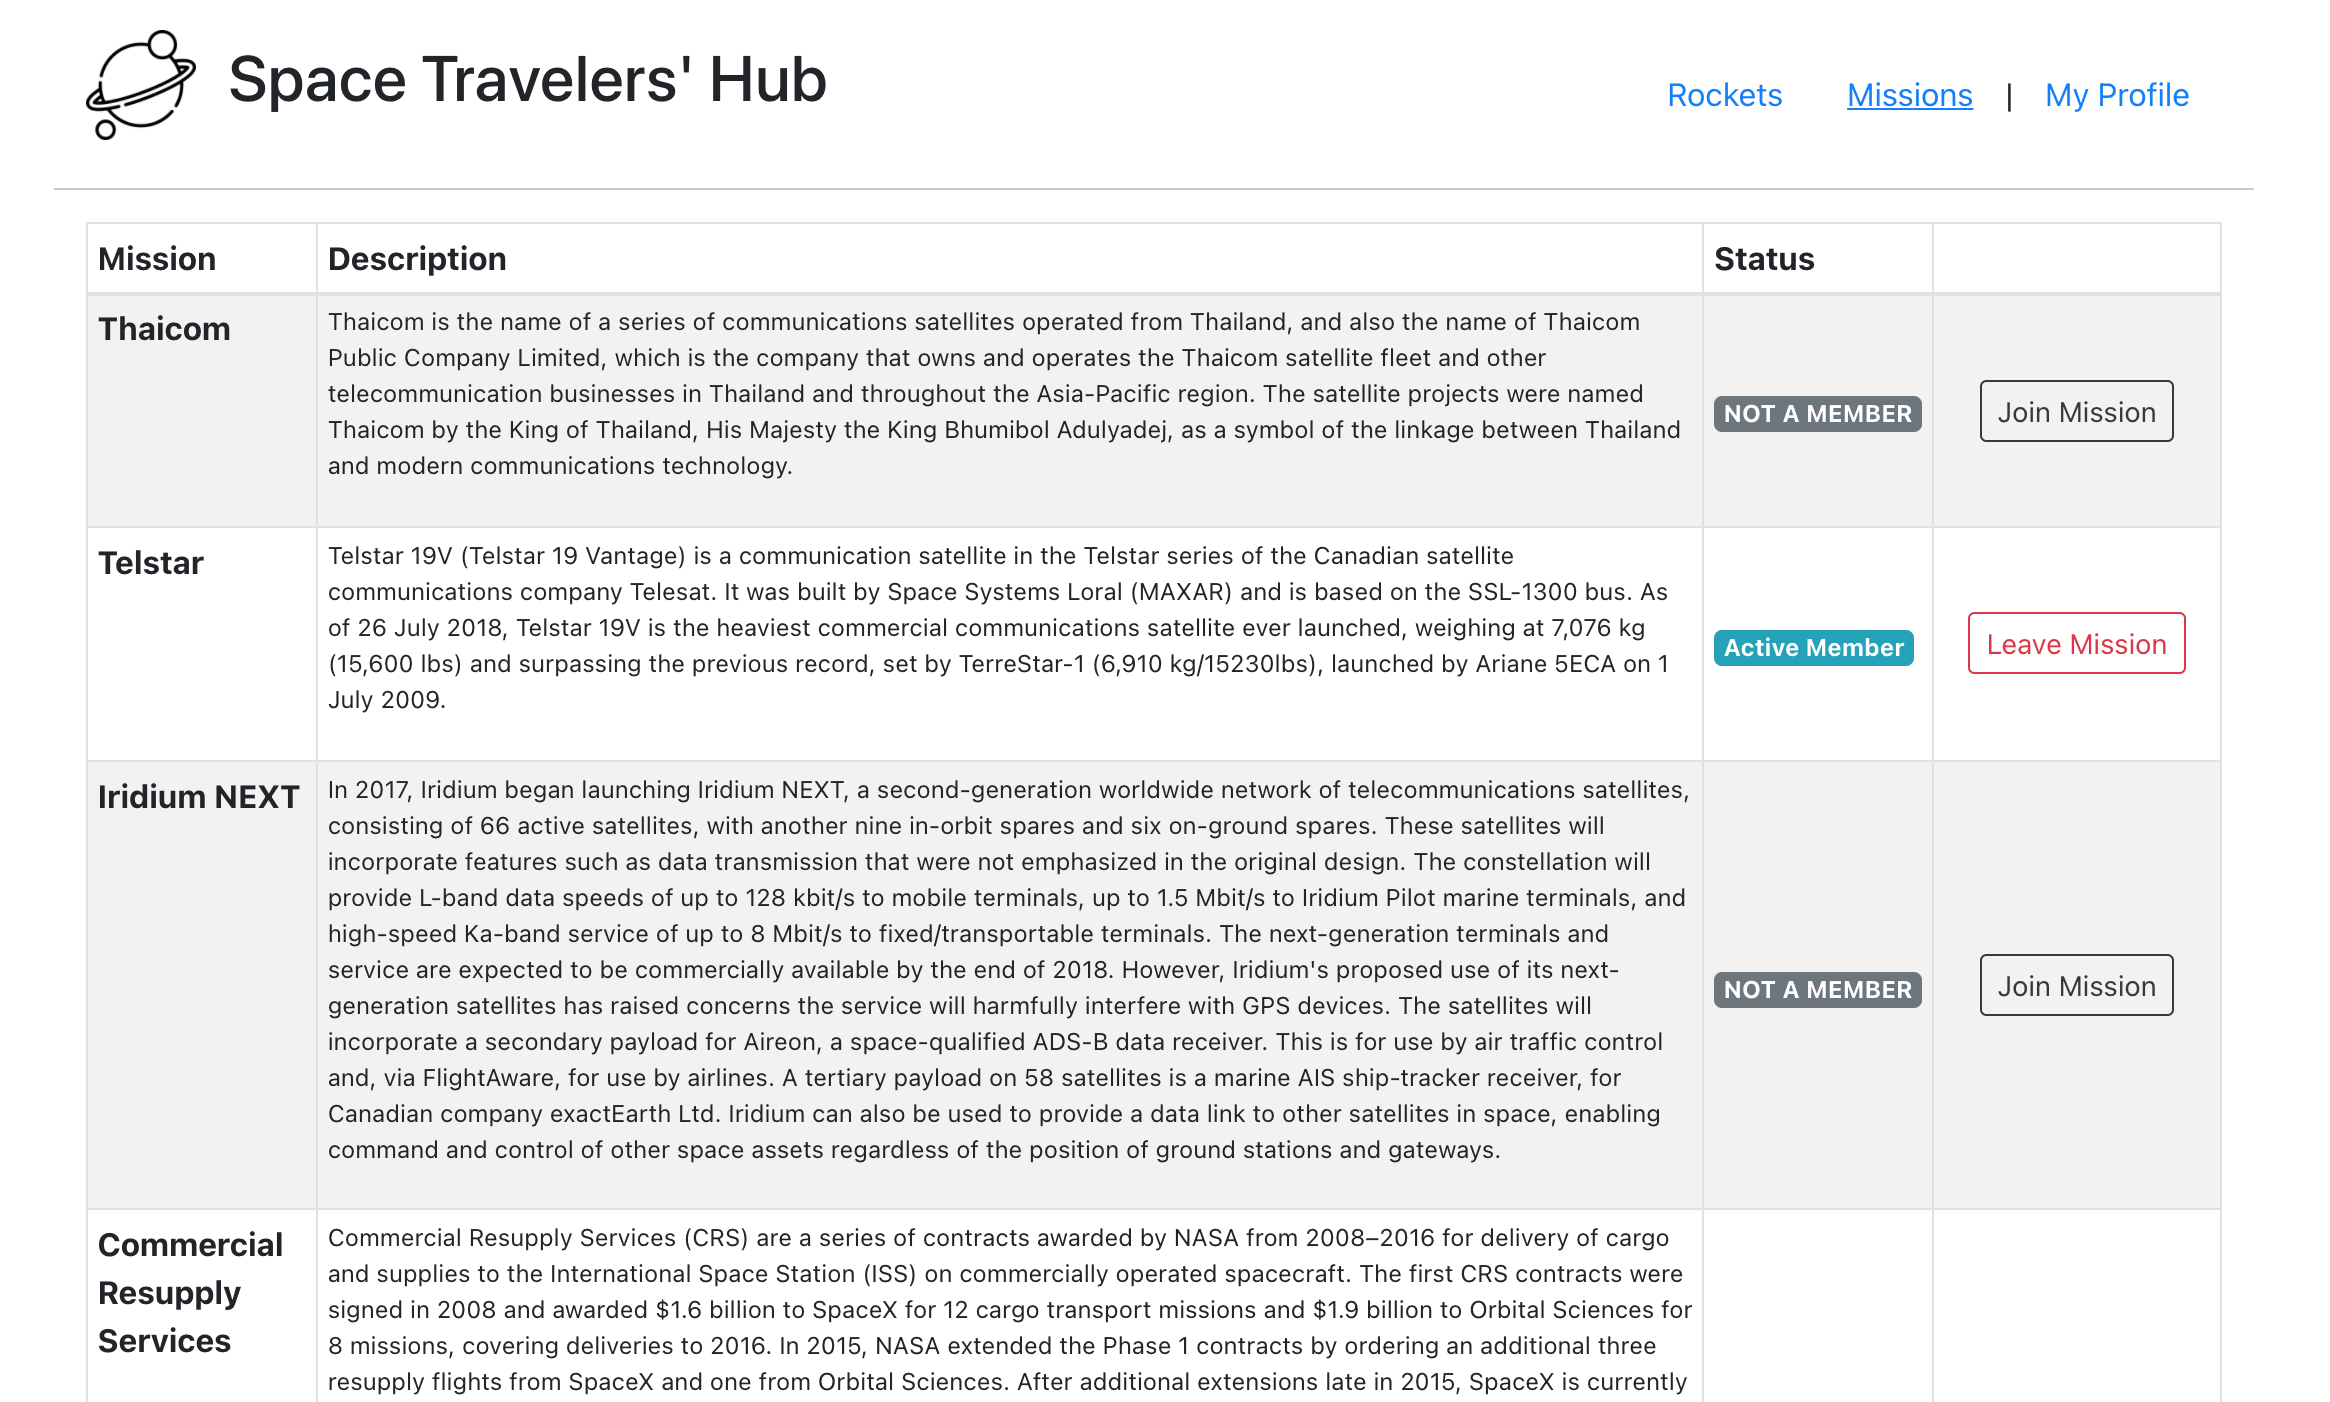 Space Travelers' Hub
Rockets Missions | My Profile
Mission Description Status
Thaicom
Thaicom is the name of a series of communications satellites operated from Thailand, and also the name of Thaicom
Public Company Limited, which is the company that owns and operates the Thaicom satellite fleet and other
telecommunication businesses in Thailand and throughout the Asia-Pacific region. The satellite projects were named
Thaicom by the King of Thailand, His Majesty the King Bhumibol Adulyadej, as a symbol of the linkage between Thailand
and modern communications technology.
NOT A MEMBER
Join Mission
Telstar
Telstar 19V (Telstar 19 Vantage) is a communication satellite in the Telstar series of the Canadian satellite
communications company Telesat. It was built by Space Systems Loral (MAXAR) and is based on the SSL-1300 bus. As
of 26 July 2018, Telstar 19V is the heaviest commercial communications satellite ever launched, weighing at 7,076 kg
(15,600 lbs) and surpassing the previous record, set by TerreStar-1 (6,910 kg/15230lbs), launched by Ariane 5ECA on 1
July 2009.
Active Member
Leave Mission
Iridium NEXT
In 2017, Iridium began launching Iridium NEXT, a second-generation worldwide network of telecommunications satellites,
consisting of 66 active satellites, with another nine in-orbit spares and six on-ground spares. These satellites will
incorporate features such as data transmission that were not emphasized in the original design. The constellation will
provide L-band data speeds of up to 128 kbit/s to mobile terminals, up to 1.5 Mbit/s to Iridium Pilot marine terminals, and
high-speed Ka-band service of up to 8 Mbit/s to fixed/transportable terminals. The next-generation terminals and
service are expected to be commercially available by the end of 2018. However, Iridium's proposed use of its next-
generation satellites has raised concerns the service will harmfully interfere with GPS devices. The satellites will
incorporate a secondary payload for Aireon, a space-qualified ADS-B data receiver. This is for use by air traffic control
and, via FlightAware, for use by airlines. A tertiary payload on 58 satellites is a marine AIS ship-tracker receiver, for
Canadian company exactEarth Ltd. Iridium can also be used to provide a data link to other satellites in space, enabling
command and control of other space assets regardless of the position of ground stations and gateways.
NOT A MEMBER
Join Mission
Commercial
Resupply
Services
Commercial Resupply Services (CRS) are a series of contracts awarded by NASA from 2008–2016 for delivery of cargo
and supplies to the International Space Station (ISS) on commercially operated spacecraft. The first CRS contracts were
signed in 2008 and awarded $1.6 billion to SpaceX for 12 cargo transport missions and $1.9 billion to Orbital Sciences for
8 missions, covering deliveries to 2016. In 2015, NASA extended the Phase 1 contracts by ordering an additional three
resupply flights from SpaceX and one from Orbital Sciences. After additional extensions late in 2015, SpaceX is currently